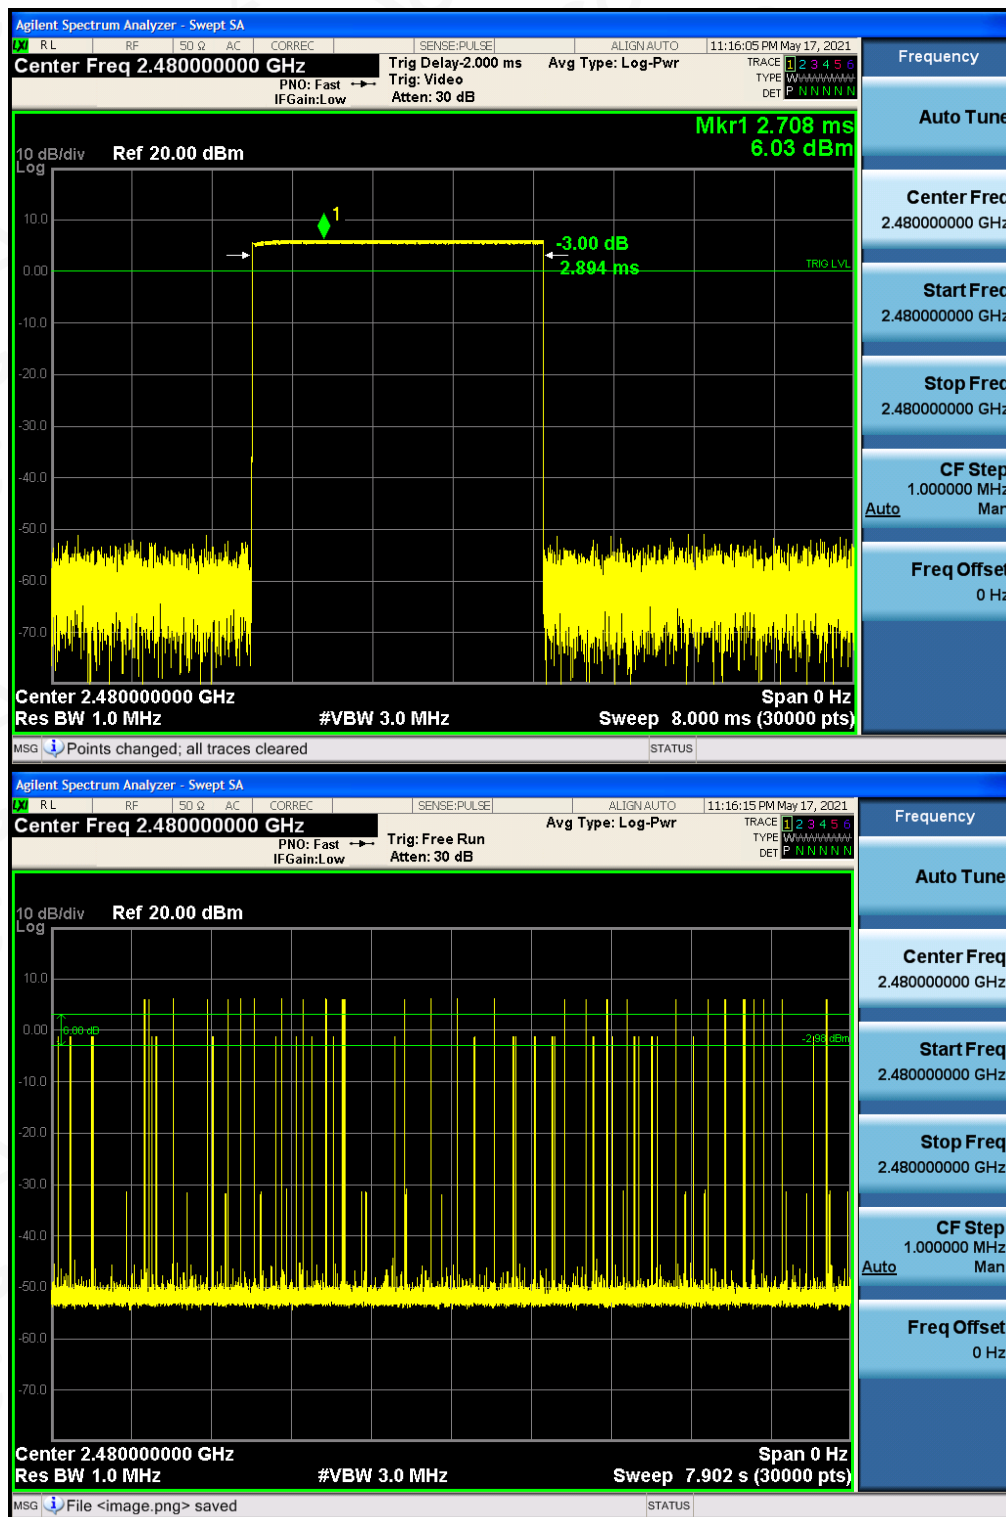 Agilent Spectrum Analyzer - Swept SA
LXI RL RF 50 Ω AC CORREC SENSE:PULSE ALIGN AUTO 11:16:05 PM May 17, 2021
Center Freq 2.480000000 GHz
PNO: Fast
IFGain:Low
Trig Delay-2.000 ms
Trig: Video
Atten: 30 dB
Avg Type: Log-Pwr
TRACE 1 2 3 4 5 6
TYPE
DET P N N N N N
Mkr1 2.708 ms
6.03 dBm
10 dB/div Ref 20.00 dBm
Log
10.0
1
-3.00 dB
2.894 ms
TRIG LVL
0.00
-10.0
-20.0
-30.0
-40.0
-50.0
-60.0
-70.0
Center 2.480000000 GHz Span 0 Hz
Res BW 1.0 MHz #VBW 3.0 MHz Sweep 8.000 ms (30000 pts)
MSG Points changed; all traces cleared STATUS
Frequency
Auto Tune
Center Freq
2.480000000 GHz
Start Freq
2.480000000 GHz
Stop Freq
2.480000000 GHz
CF Step
1.000000 MHz
Auto Man
Freq Offset
0 Hz
Agilent Spectrum Analyzer - Swept SA
LXI RL RF 50 Ω AC CORREC SENSE:PULSE ALIGN AUTO 11:16:15 PM May 17, 2021
Center Freq 2.480000000 GHz
PNO: Fast
IFGain:Low
Trig: Free Run
Atten: 30 dB
Avg Type: Log-Pwr
TRACE 1 2 3 4 5 6
TYPE
DET P N N N N N
10 dB/div Ref 20.00 dBm
Log
10.0
0.00
6.00 dB
-2.98 dBm
-10.0
-20.0
-30.0
-40.0
-50.0
-60.0
-70.0
Center 2.480000000 GHz Span 0 Hz
Res BW 1.0 MHz #VBW 3.0 MHz Sweep 7.902 s (30000 pts)
MSG File <image.png> saved STATUS
Frequency
Auto Tune
Center Freq
2.480000000 GHz
Start Freq
2.480000000 GHz
Stop Freq
2.480000000 GHz
CF Step
1.000000 MHz
Auto Man
Freq Offset
0 Hz